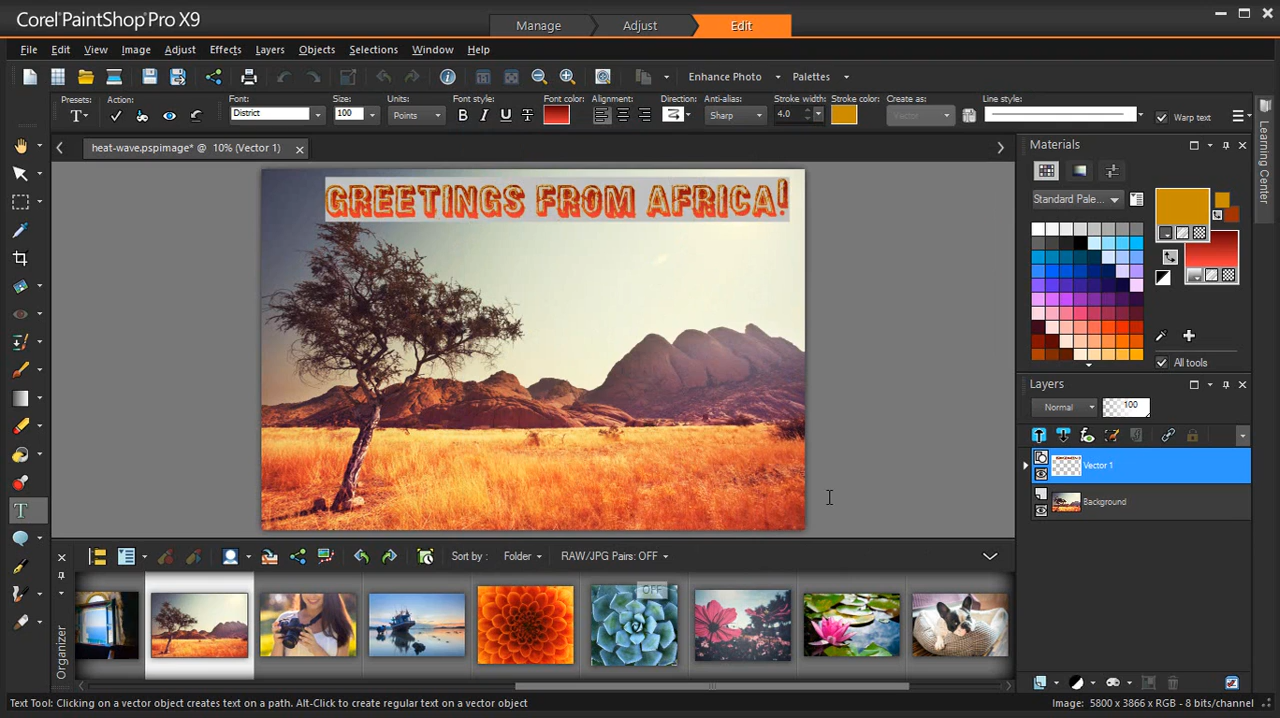 Corel PaintShop Pro X9
Manage Adjust Edit
File Edit View Image Adjust Effects Layers Objects Selections Window Help
Enhance Photo Palettes
Presets: Action: Font: Size: Units: Font style: Font color: Alignment: Direction: Anti-alias: Stroke width: Stroke color: Create as: Line style:
District 100 Points Sharp 4.0 Vector Warp text
heat-wave.pspimage* @ 10% (Vector 1)
GREETINGS FROM AFRICA!
Materials
Standard Pale...
All tools
Layers
Normal 100
Vector 1
Background
Learning Center
Sort by : Folder RAW/JPG Pairs: OFF
OFF
Organizer
Text Tool: Clicking on a vector object creates text on a path. Alt-Click to create regular text on a vector object
Image: 5800 x 3866 x RGB - 8 bits/channel